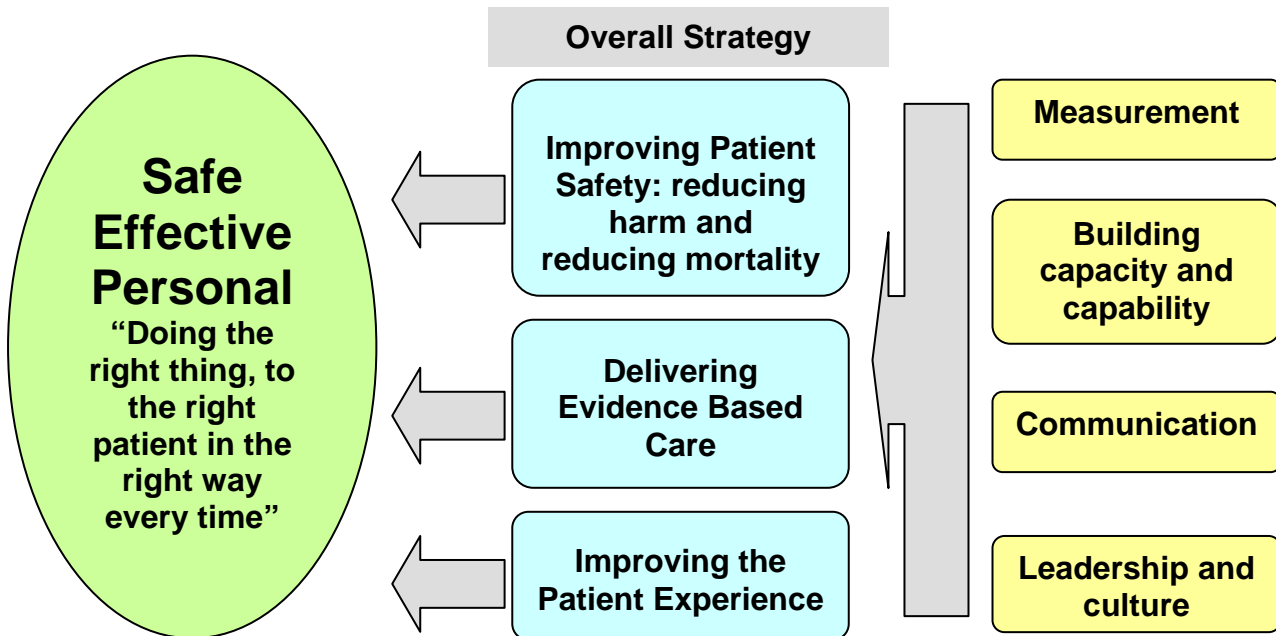 Overall Strategy
Safe
Effective
Personal
“Doing the
right thing, to
the right
patient in the
right way
every time”
Improving Patient
Safety: reducing
harm and
reducing mortality
Delivering
Evidence Based
Care
Improving the
Patient Experience
Measurement
Building
capacity and
capability
Communication
Leadership and
culture